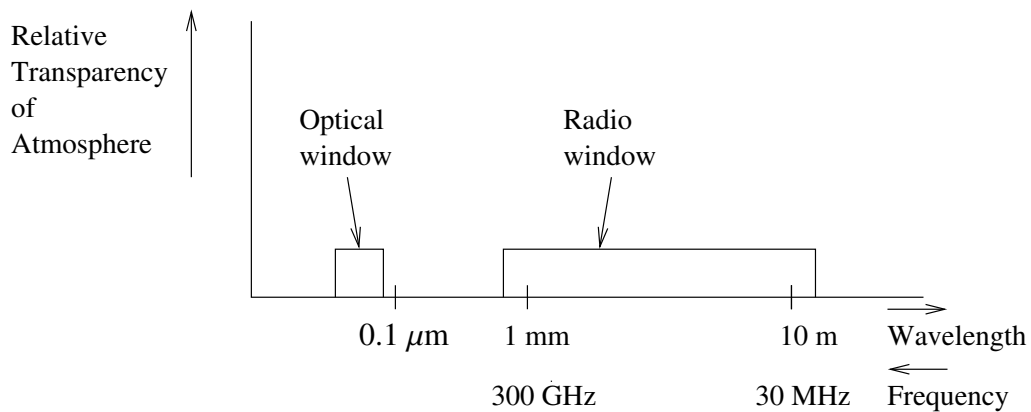 Relative
Transparency
of
Atmosphere
Optical
window
Radio
window
0.1 μm
1 mm
10 m
Wavelength
300 GHz
30 MHz
Frequency